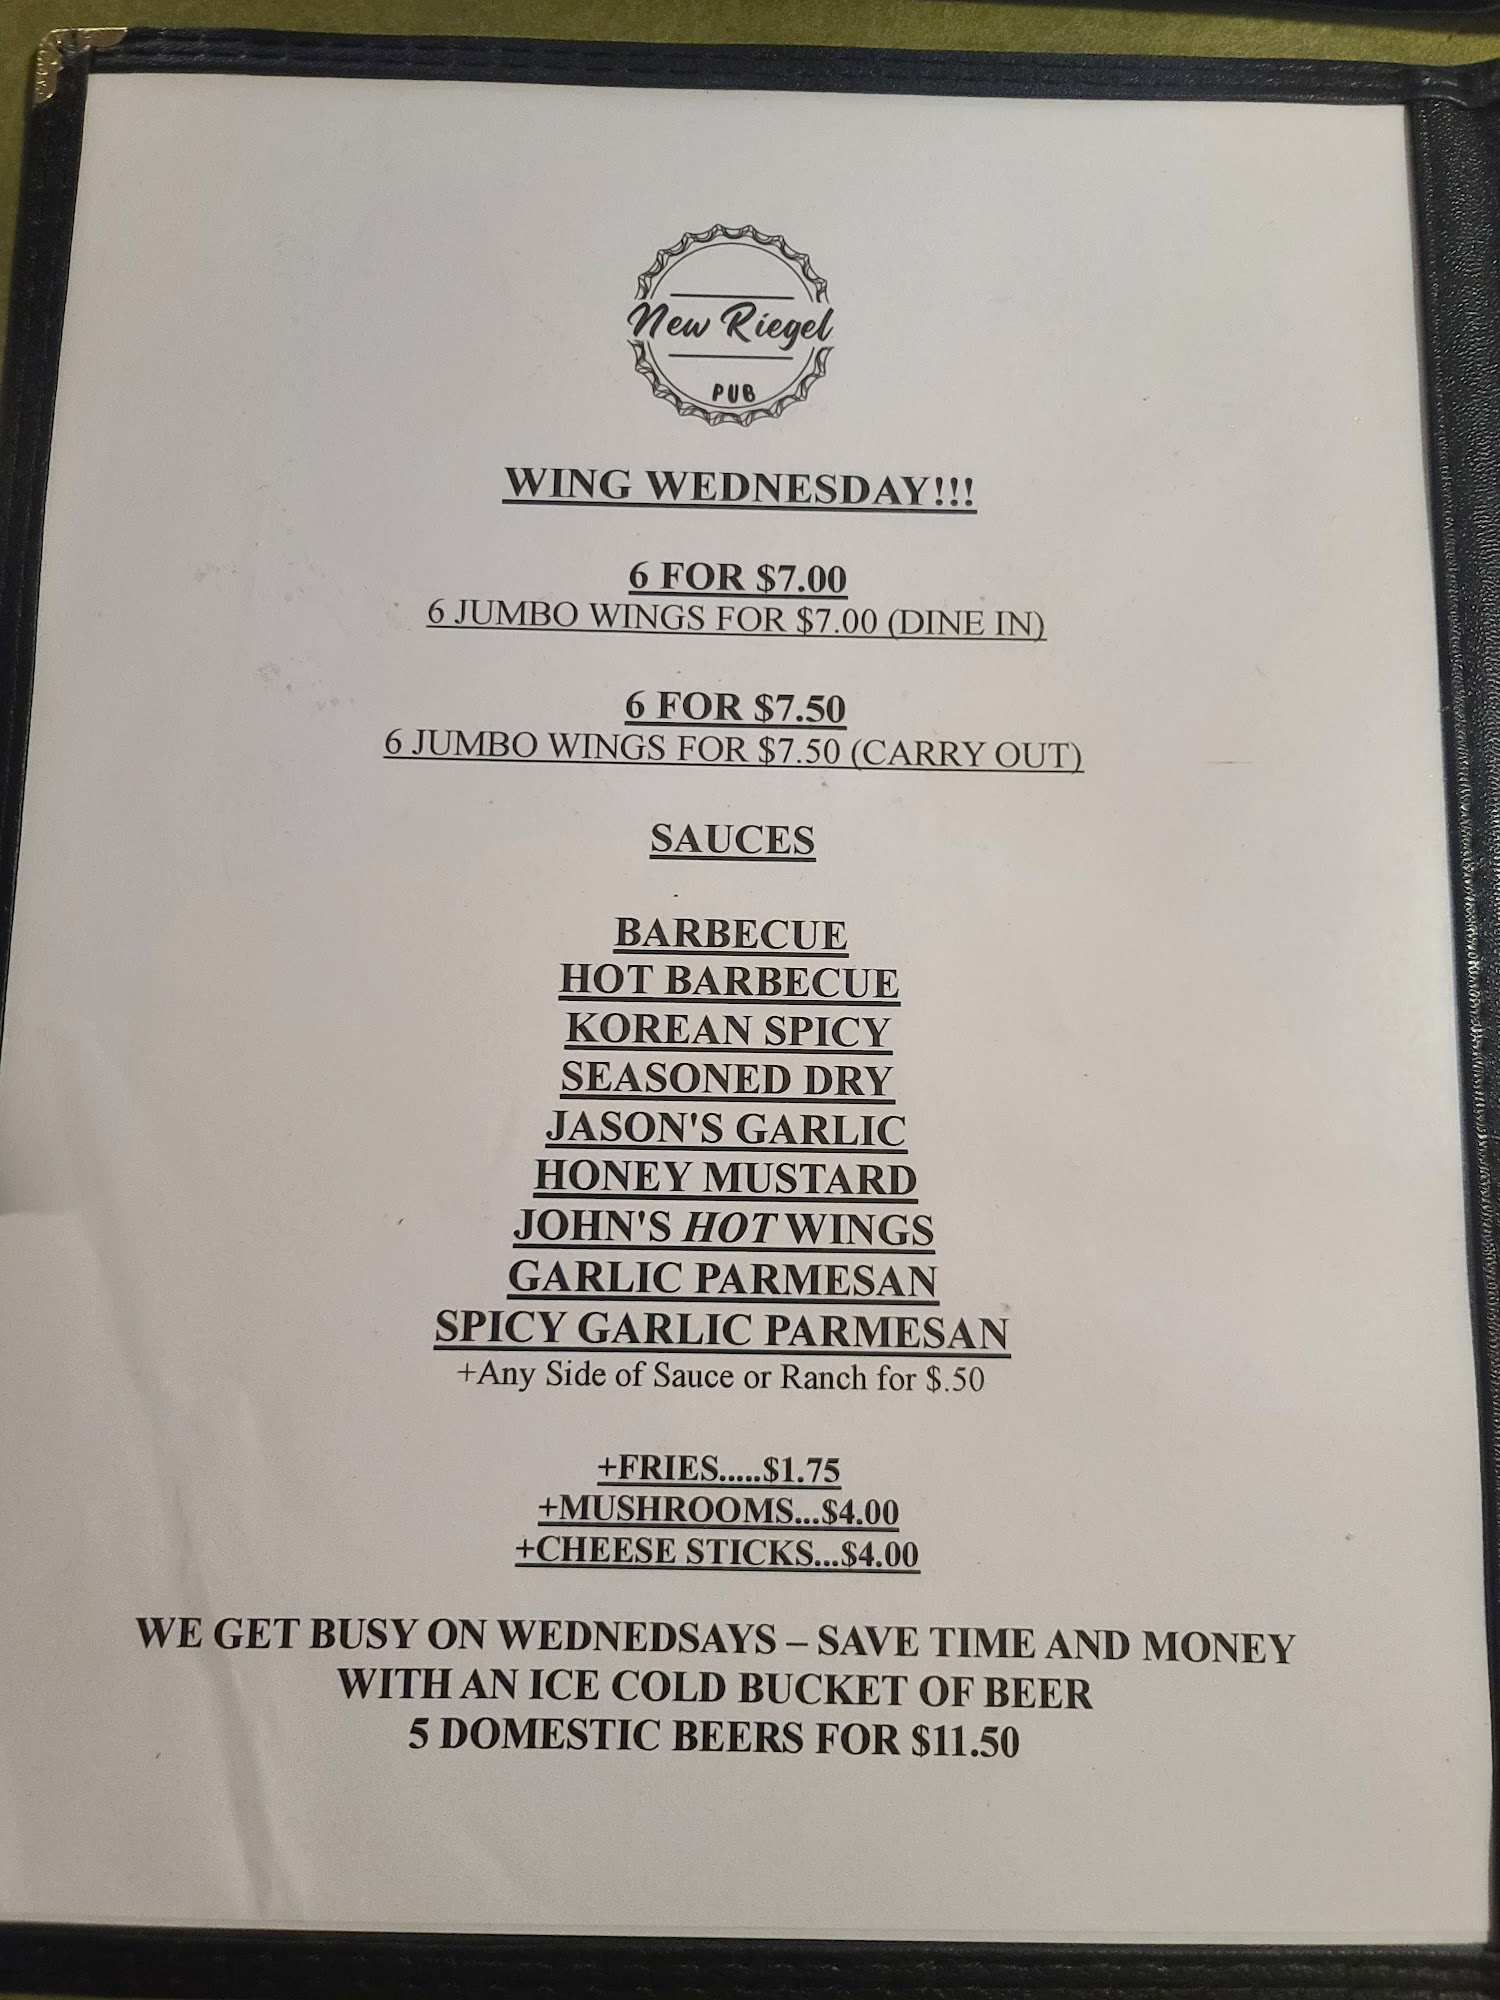 New Riegel
PUB
WING WEDNESDAY!!!
6 FOR $7.00
6 JUMBO WINGS FOR $7.00 (DINE IN)
6 FOR $7.50
6 JUMBO WINGS FOR $7.50 (CARRY OUT)
SAUCES
BARBECUE
HOT BARBECUE
KOREAN SPICY
SEASONED DRY
JASON'S GARLIC
HONEY MUSTARD
JOHN'S HOT WINGS
GARLIC PARMESAN
SPICY GARLIC PARMESAN
+Any Side of Sauce or Ranch for $.50
+FRIES.....$1.75
+MUSHROOMS...$4.00
+CHEESE STICKS...$4.00
WE GET BUSY ON WEDNEDSAYS – SAVE TIME AND MONEY
WITH AN ICE COLD BUCKET OF BEER
5 DOMESTIC BEERS FOR $11.50